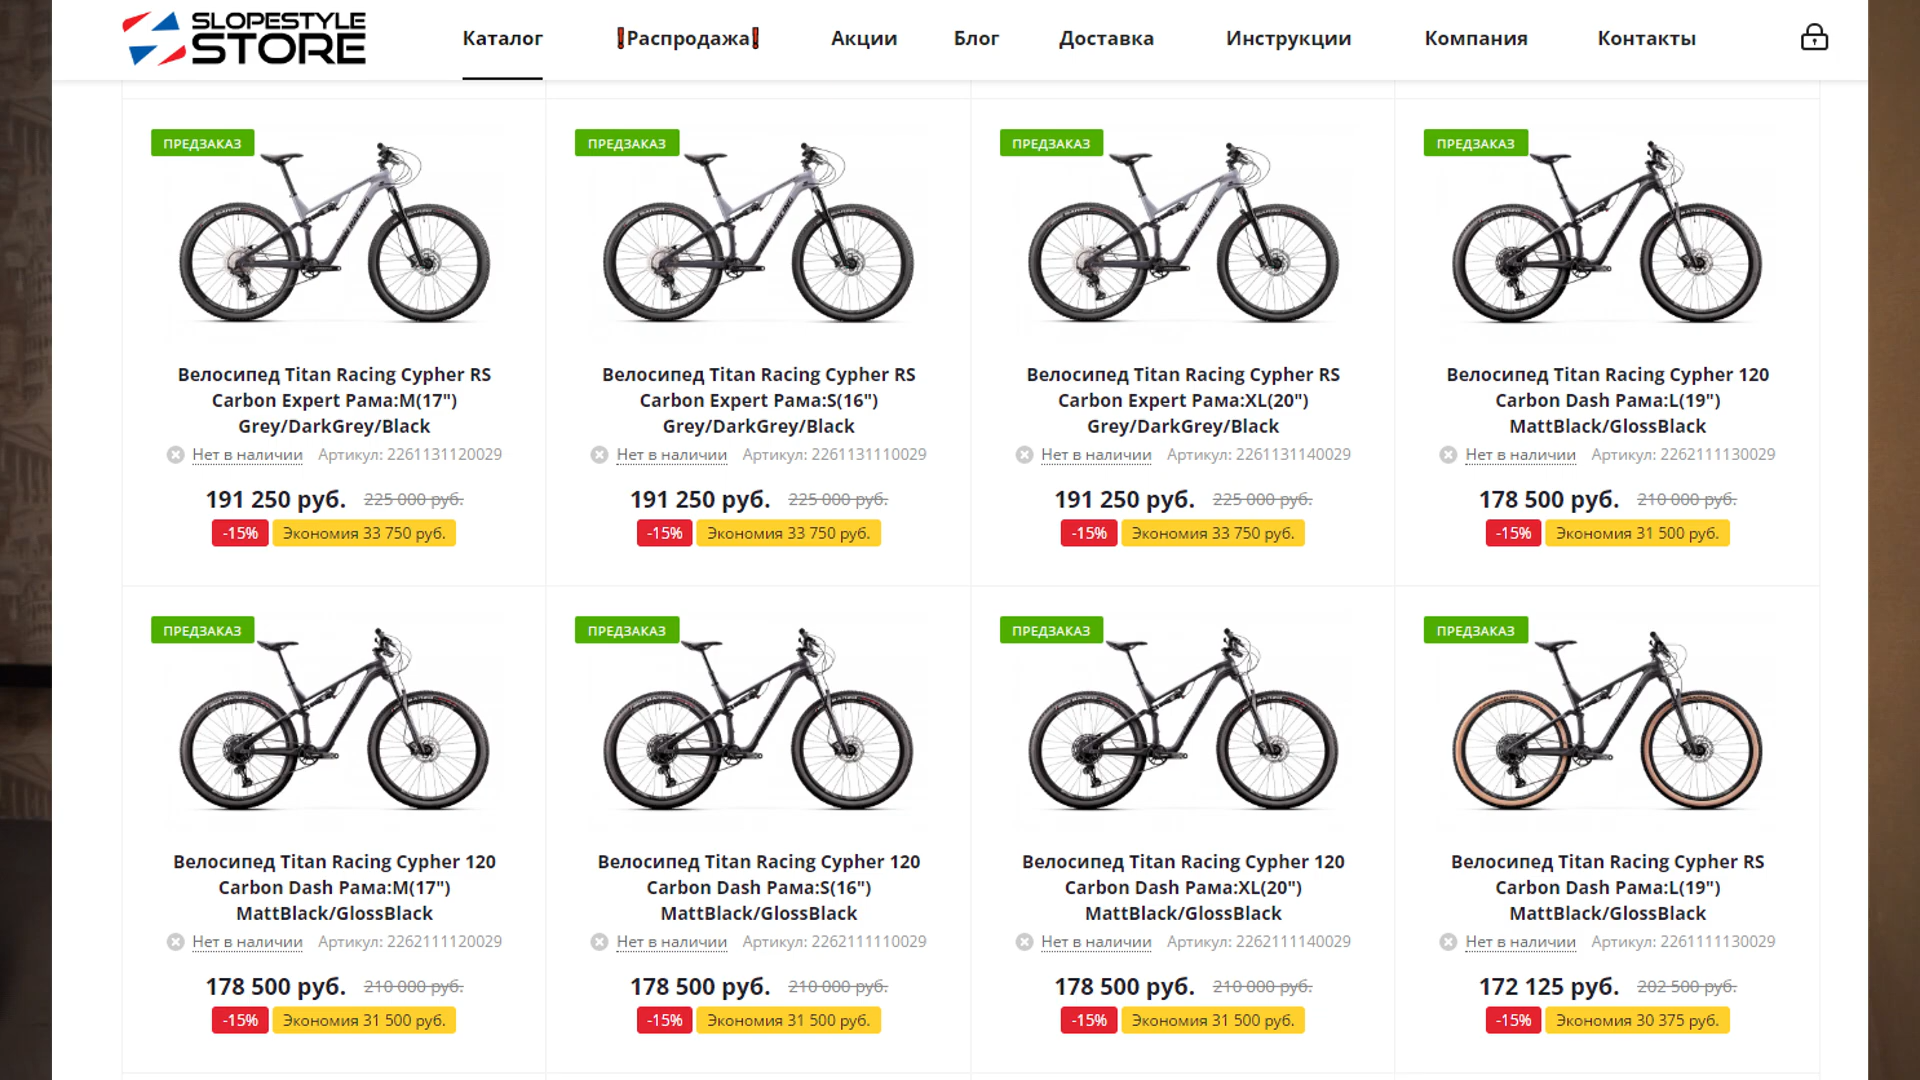 SLOPESTYLE
STORE
Каталог
❗Распродажа❗
Акции
Блог
Доставка
Инструкции
Компания
Контакты
ПРЕДЗАКАЗ
Велосипед Titan Racing Cypher RS
Carbon Expert Рама:M(17")
Grey/DarkGrey/Black
Нет в наличии Артикул: 2261131120029
191 250 руб. 225 000 руб.
-15% Экономия 33 750 руб.
ПРЕДЗАКАЗ
Велосипед Titan Racing Cypher RS
Carbon Expert Рама:S(16")
Grey/DarkGrey/Black
Нет в наличии Артикул: 2261131110029
191 250 руб. 225 000 руб.
-15% Экономия 33 750 руб.
ПРЕДЗАКАЗ
Велосипед Titan Racing Cypher RS
Carbon Expert Рама:XL(20")
Grey/DarkGrey/Black
Нет в наличии Артикул: 2261131140029
191 250 руб. 225 000 руб.
-15% Экономия 33 750 руб.
ПРЕДЗАКАЗ
Велосипед Titan Racing Cypher 120
Carbon Dash Рама:L(19")
MattBlack/GlossBlack
Нет в наличии Артикул: 2262111130029
178 500 руб. 210 000 руб.
-15% Экономия 31 500 руб.
ПРЕДЗАКАЗ
Велосипед Titan Racing Cypher 120
Carbon Dash Рама:M(17")
MattBlack/GlossBlack
Нет в наличии Артикул: 2262111120029
178 500 руб. 210 000 руб.
-15% Экономия 31 500 руб.
ПРЕДЗАКАЗ
Велосипед Titan Racing Cypher 120
Carbon Dash Рама:S(16")
MattBlack/GlossBlack
Нет в наличии Артикул: 2262111110029
178 500 руб. 210 000 руб.
-15% Экономия 31 500 руб.
ПРЕДЗАКАЗ
Велосипед Titan Racing Cypher 120
Carbon Dash Рама:XL(20")
MattBlack/GlossBlack
Нет в наличии Артикул: 2262111140029
178 500 руб. 210 000 руб.
-15% Экономия 31 500 руб.
ПРЕДЗАКАЗ
Велосипед Titan Racing Cypher RS
Carbon Dash Рама:L(19")
MattBlack/GlossBlack
Нет в наличии Артикул: 2261111130029
172 125 руб. 202 500 руб.
-15% Экономия 30 375 руб.